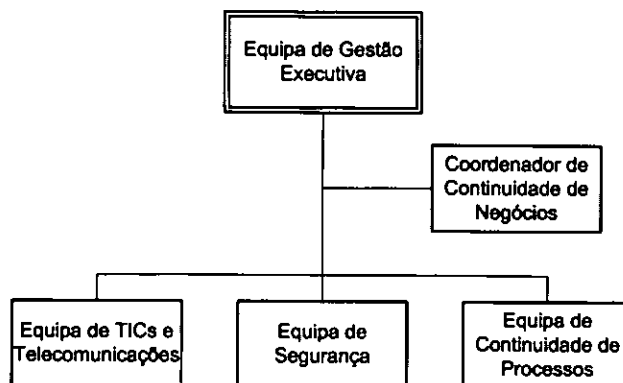 Equipa de Gestão
Executiva
Coordenador de
Continuidade de
Negócios
Equipa de TICs e
Telecomunicações
Equipa de
Segurança
Equipa de
Continuidade de
Processos